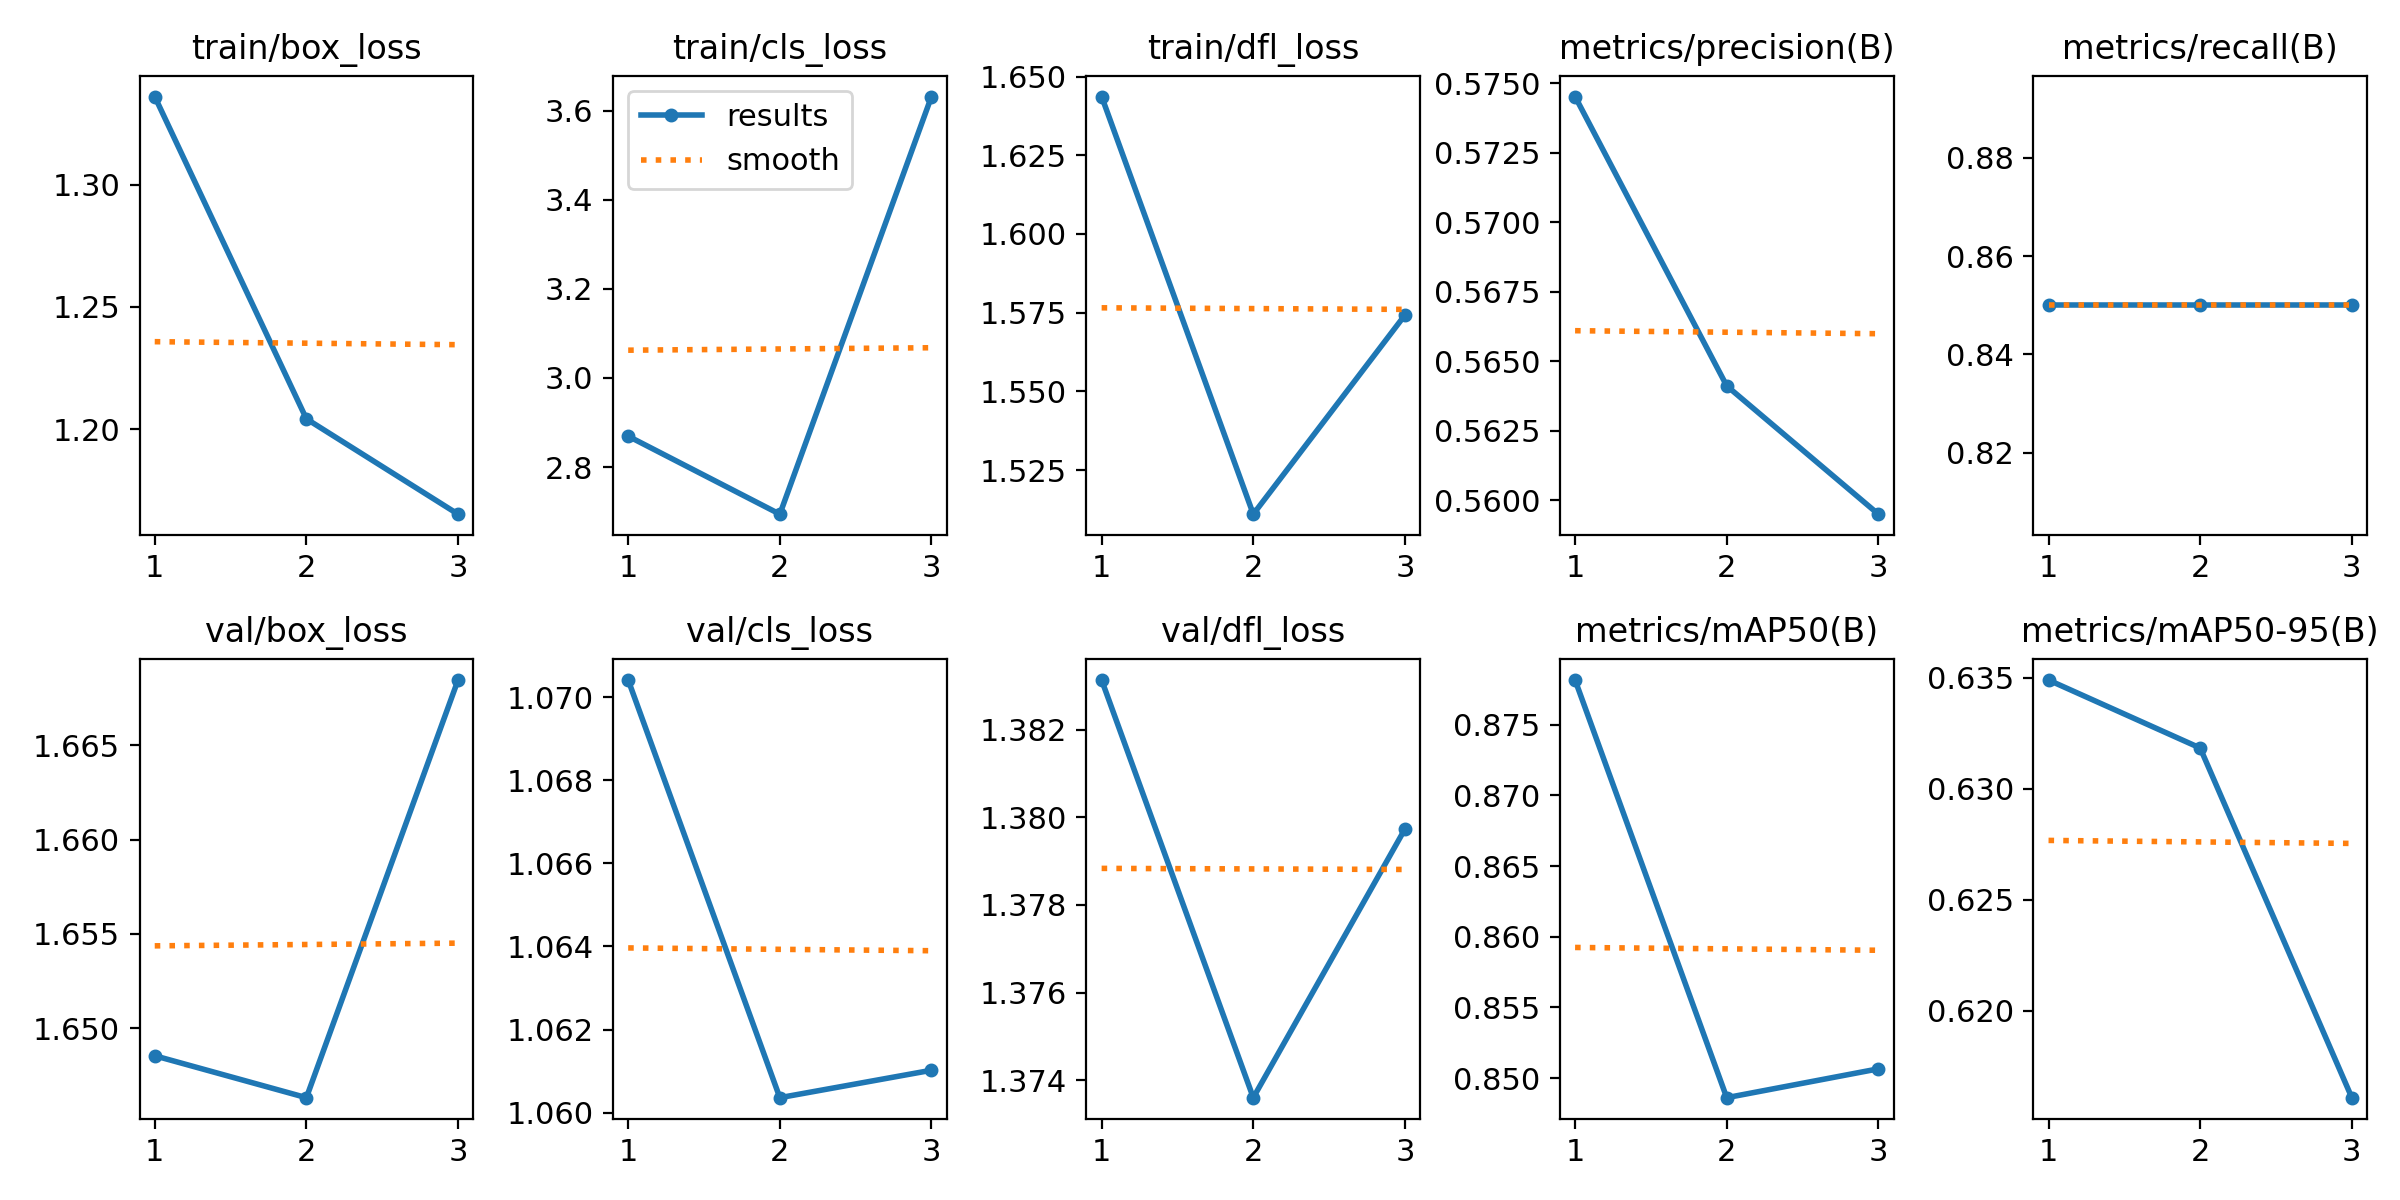 train/box_loss
1.30
1.25
1.20
1 2 3
train/cls_loss
results
smooth
3.6
3.4
3.2
3.0
2.8
1 2 3
train/dfl_loss
1.650
1.625
1.600
1.575
1.550
1.525
1 2 3
metrics/precision(B)
0.5750
0.5725
0.5700
0.5675
0.5650
0.5625
0.5600
1 2 3
metrics/recall(B)
0.88
0.86
0.84
0.82
1 2 3
val/box_loss
1.665
1.660
1.655
1.650
1 2 3
val/cls_loss
1.070
1.068
1.066
1.064
1.062
1.060
1 2 3
val/dfl_loss
1.382
1.380
1.378
1.376
1.374
1 2 3
metrics/mAP50(B)
0.875
0.870
0.865
0.860
0.855
0.850
1 2 3
metrics/mAP50-95(B)
0.635
0.630
0.625
0.620
1 2 3